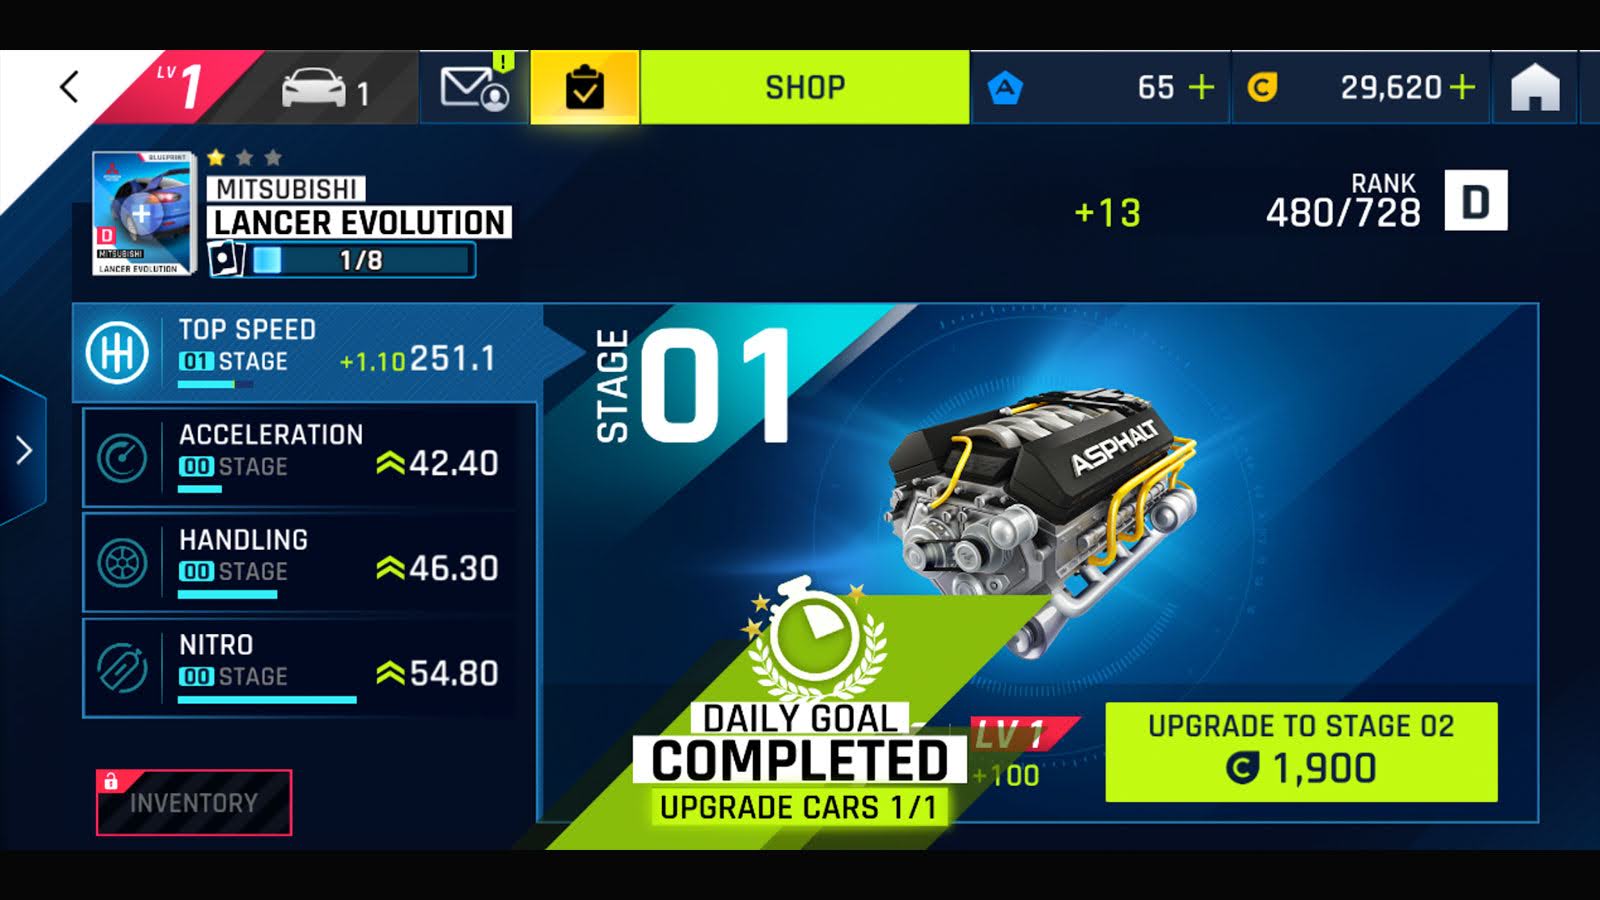 LV 1
1
!
SHOP
65 +
29,620 +
BLUEPRINT
D
MITSUBISHI
LANCER EVOLUTION
MITSUBISHI
LANCER EVOLUTION
1/8
+13
RANK
480/728
D
TOP SPEED
01 STAGE
+1.10 251.1
ACCELERATION
00 STAGE
42.40
HANDLING
00 STAGE
46.30
NITRO
00 STAGE
54.80
INVENTORY
STAGE 01
ASPHALT
DAILY GOAL
COMPLETED
UPGRADE CARS 1/1
LV 1
+100
UPGRADE TO STAGE 02
1,900